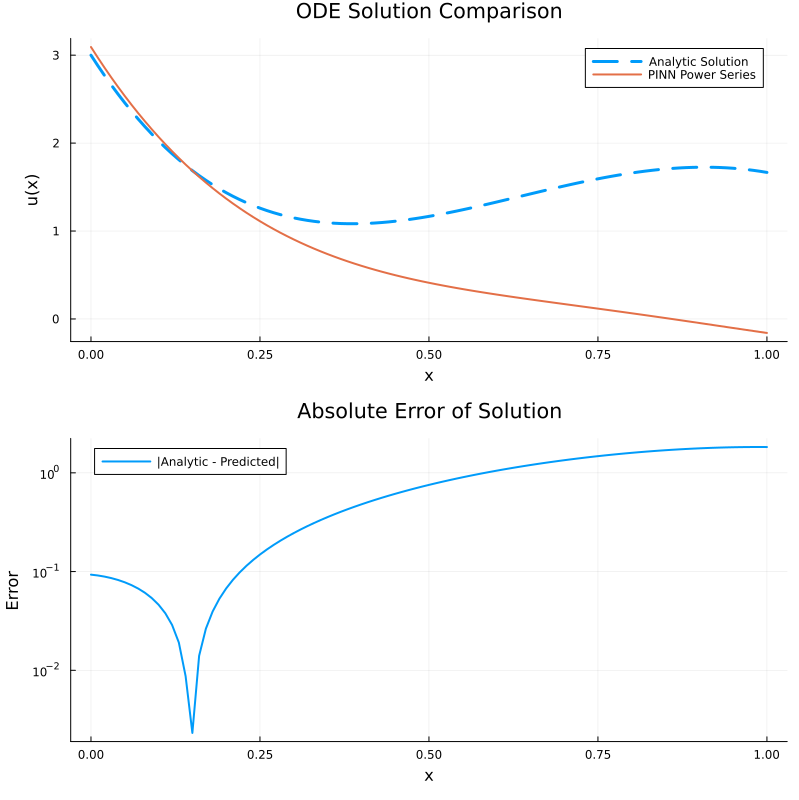 ODE Solution Comparison
3
2
1
0
u(x)
Analytic Solution
PINN Power Series
0.00 0.25 0.50 0.75 1.00
x
Absolute Error of Solution
|Analytic - Predicted|
10⁰
10⁻¹
10⁻²
Error
0.00 0.25 0.50 0.75 1.00
x